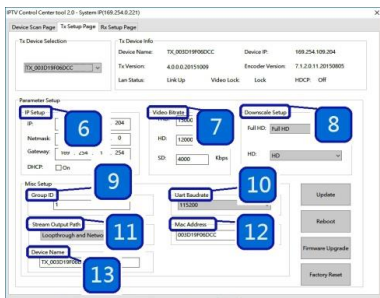 IPTV Control Center tool 2.0 - System IP(169.254.0.221)
Device Scan Page Tx Setup Page Rx Setup Page
Tx Device Selection
TX_003D19F06DCC
Tx Device Info
Device Name: TX_003D19F06DCC Device IP: 169.254.109.204
Tx Version: 4.0.0.0.20151009 Encoder Version: 7.1.2.0.11.20150805
Lan Status: Link Up Video Lock: Lock HDCP: Off
Parameter Setup
IP Setup
IP: 204
Netmask: 0
Gateway: 254
DHCP: On
6
Video Bitrate
15000
HD: 12000
SD: 4000 Kbps
7
Downscale Setup
Full HD: Full HD
HD: HD
8
Misc Setup
9
Group ID
1
10
Uart Baudrate
115200
Stream Output Path
Loopthrough and Netwo
11
Mac Address
003D19F06DCC
12
Device Name
TX_003D19F06D
13
Update
Reboot
Firmware Upgrade
Factory Reset